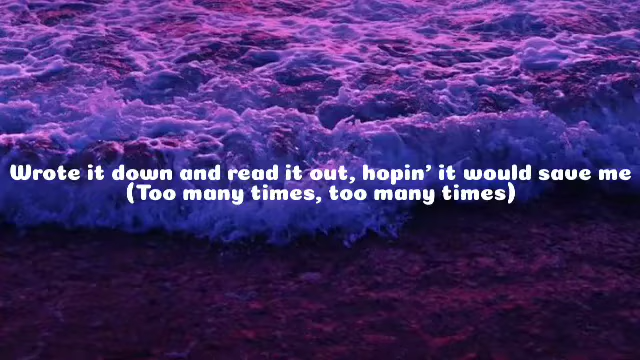 Wrote it down and read it out, hopin’ it would save me
(Too many times, too many times)